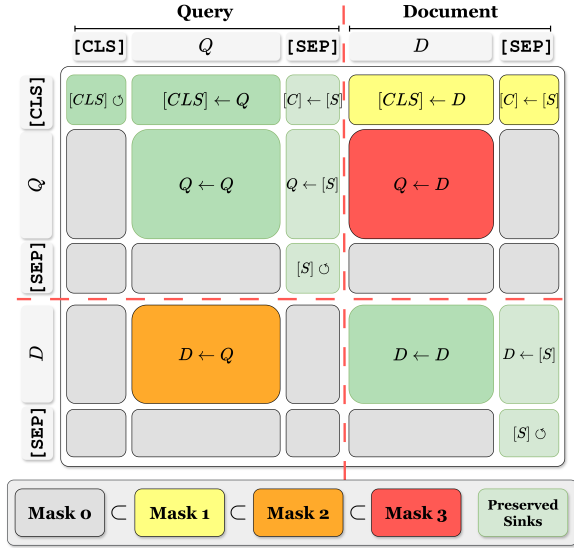 Query Document
[CLS] Q [SEP] D [SEP]
[CLS] [CLS] ↺ [CLS] ← Q [C] ← [S] [CLS] ← D [C] ← [S]
Q Q ← Q Q ← [S] Q ← D
[SEP] [S] ↺
D D ← Q D ← D D ← [S]
[SEP] [S] ↺
Mask 0 ⊂ Mask 1 ⊂ Mask 2 ⊂ Mask 3 Preserved
Sinks